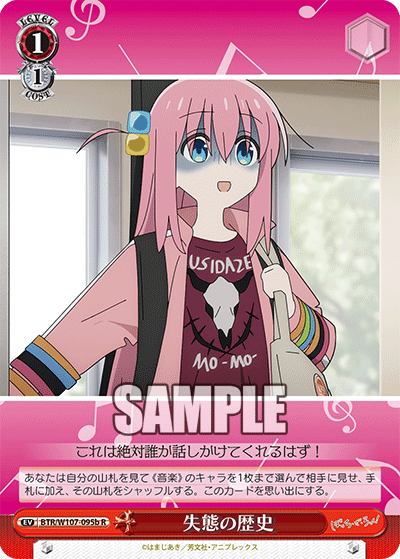 LEVEL
1
1
COST
USIDAZE
MO-MO-
SAMPLE
これは絶対誰か話しかけてくれるはず！
あなたは自分の山札を見て《音楽》のキャラを1枚まで選んで相手に見せ、手
札に加え、その山札をシャッフルする。このカードを思い出にする。
EV BTR/W107-095b R
失態の歴史
ぼっち・ざ・ろっく！
©はまじあき／芳文社・アニプレックス